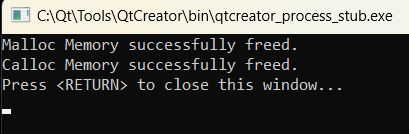 C:\Qt\Tools\QtCreator\bin\qtcreator_process_stub.exe
Malloc Memory successfully freed.
Calloc Memory successfully freed.
Press <RETURN> to close this window...